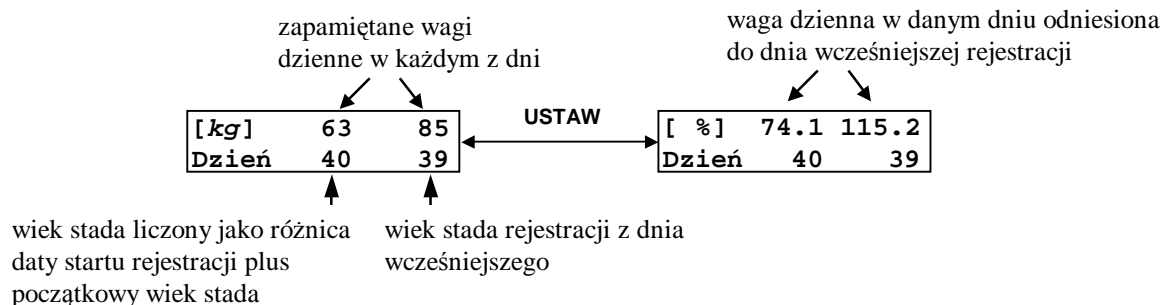 zapamiętane wagi
dzienne w każdym z dni
waga dzienna w danym dniu odniesiona
do dnia wcześniejszej rejestracji
[kg] 63 85
Dzień 40 39
USTAW
[ %] 74.1 115.2
Dzień 40 39
wiek stada liczony jako różnica
daty startu rejestracji plus
początkowy wiek stada
wiek stada rejestracji z dnia
wcześniejszego